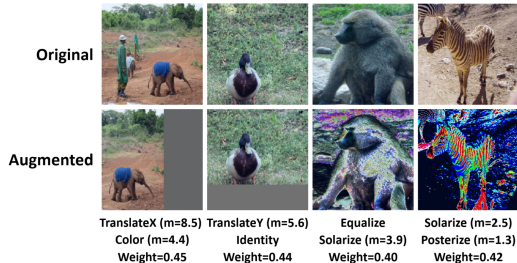 Original
Augmented
TranslateX (m=8.5) TranslateY (m=5.6) Equalize Solarize (m=2.5)
Color (m=4.4) Identity Solarize (m=3.9) Posterize (m=1.3)
Weight=0.45 Weight=0.44 Weight=0.40 Weight=0.42